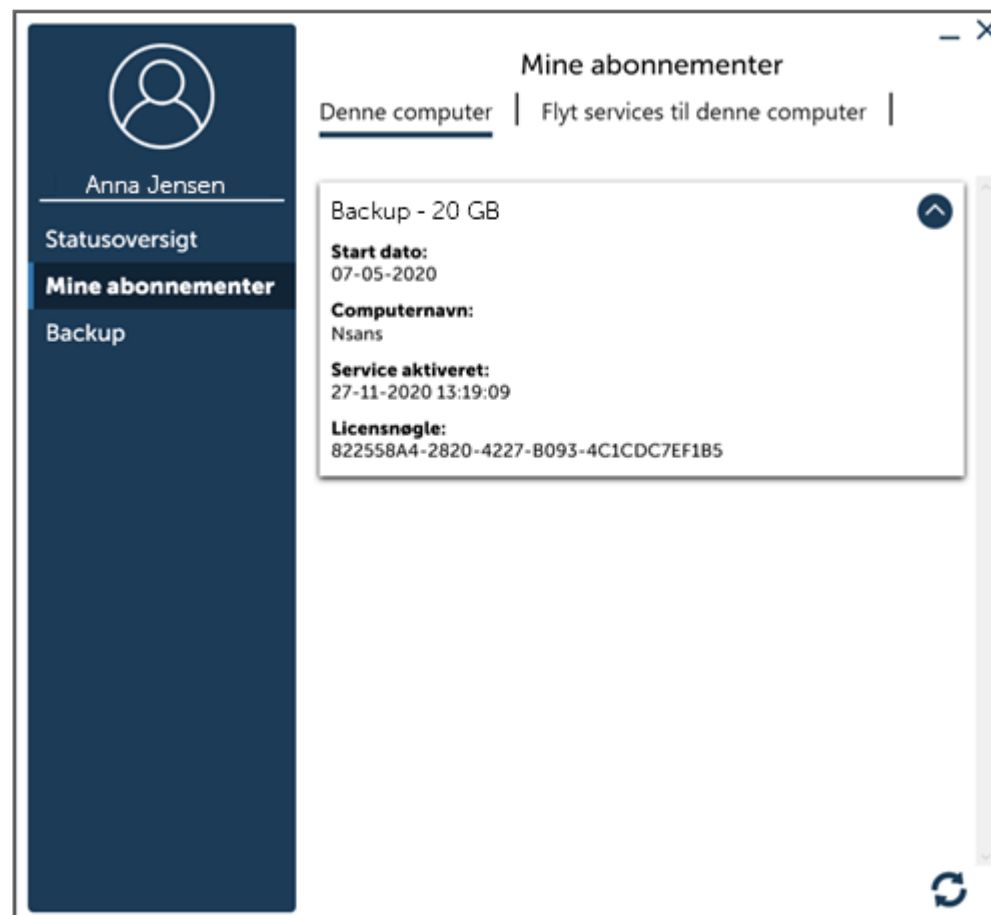 Anna Jensen
Statusoversigt
Mine abonnementer
Backup
Mine abonnementer
Denne computer | Flyt services til denne computer |
Backup - 20 GB
Start dato:
07-05-2020
Computernavn:
Nsans
Service aktiveret:
27-11-2020 13:19:09
Licensnøgle:
822558A4-2820-4227-B093-4C1CDC7EF1B5